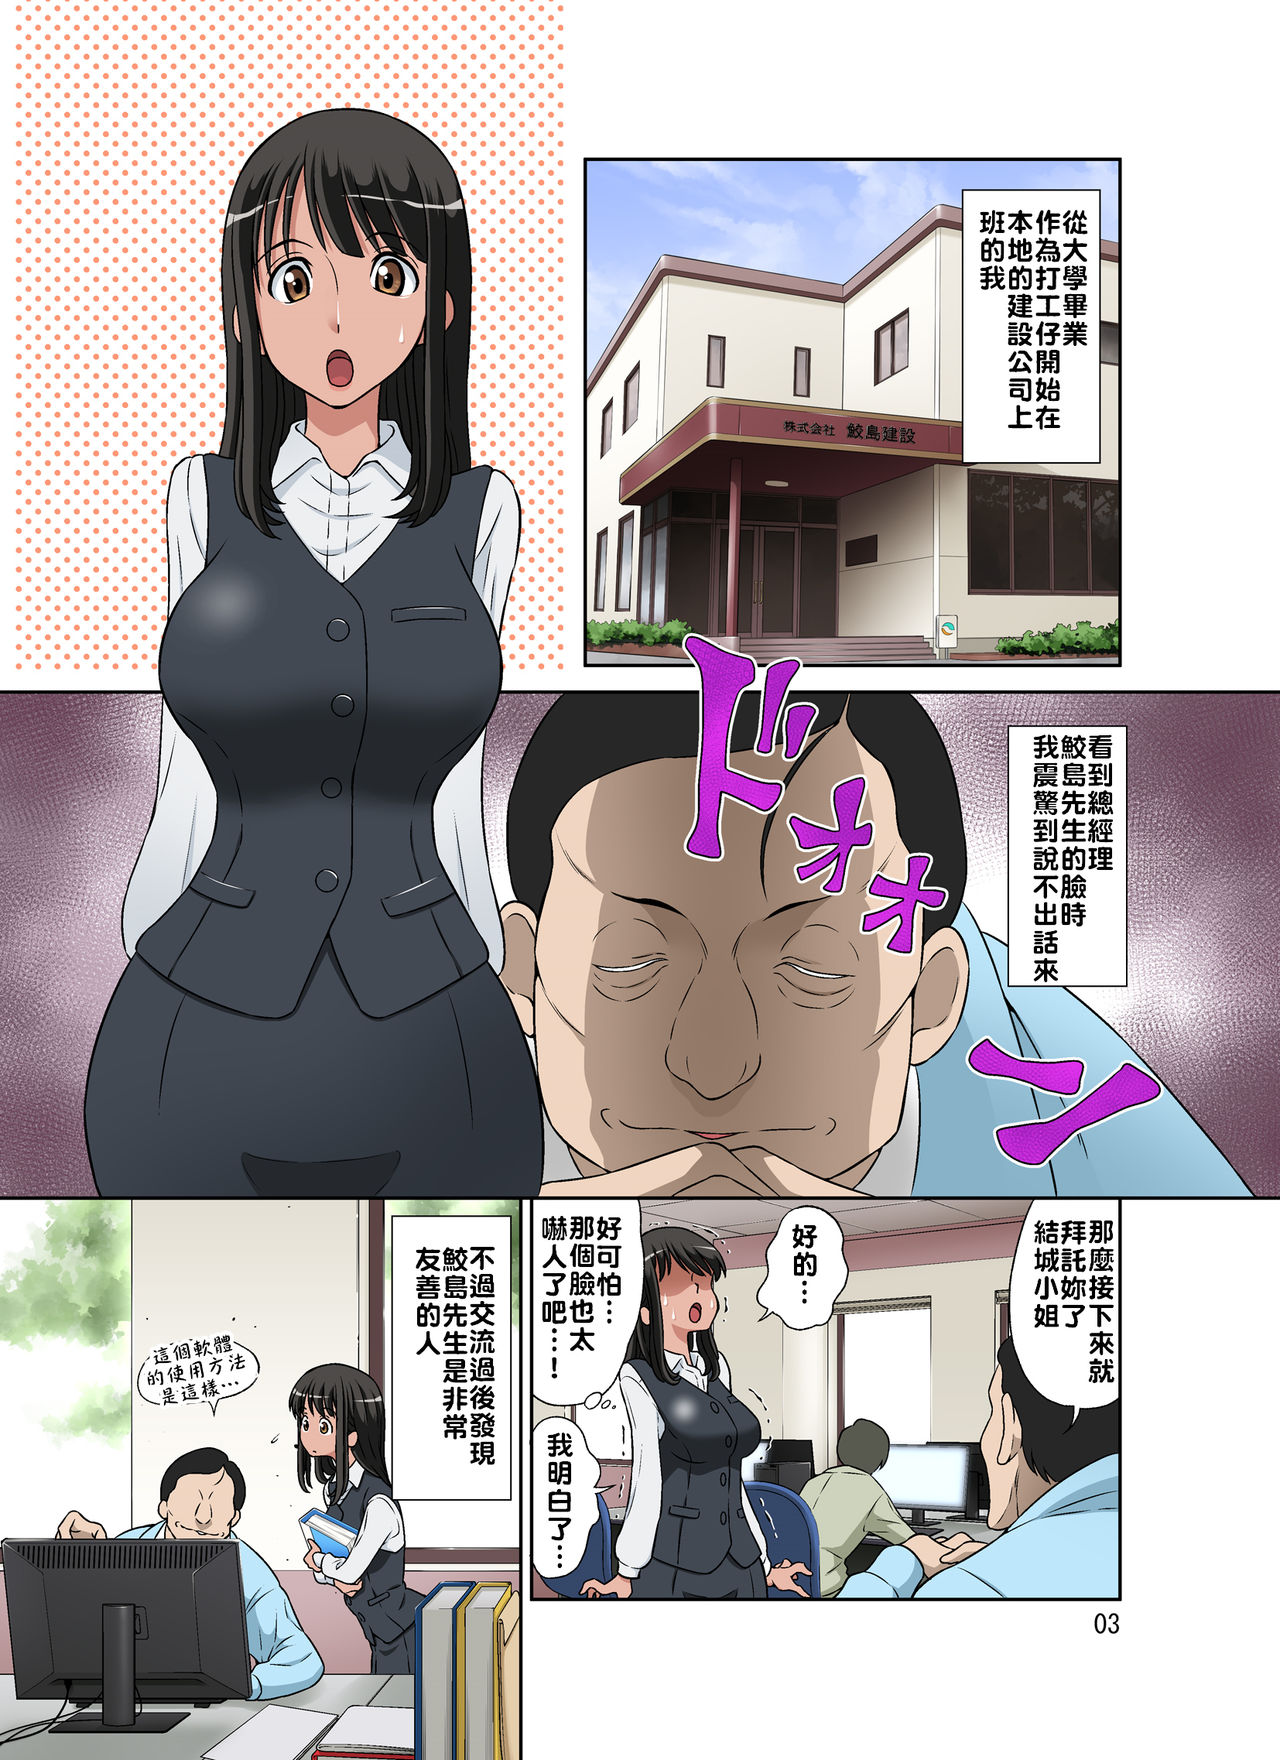 從大學畢業
作為打工仔開始在
本地的建設公司上
班的我
株式会社 鮫島建設
看到總經理
鮫島先生的臉時
我震驚到說不出話來
ドオオン
那麼接下來就
拜託妳了
結城小姐
好的…
好可怕…
那個臉也太
嚇人了吧…！
我明白了…
不過交流過後發現
鮫島先生是非常
友善的人
這個軟體
的使用方法
是這樣…
03